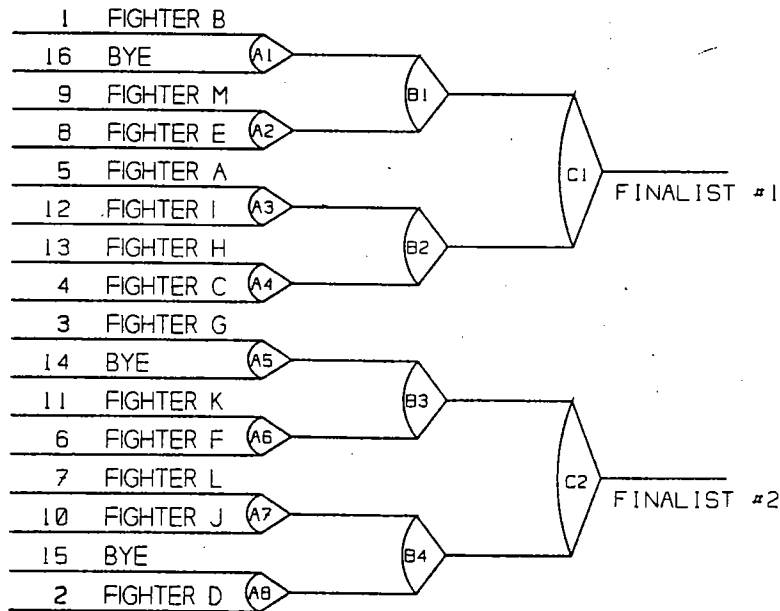 1 FIGHTER B
16 BYE
A1
9 FIGHTER M
8 FIGHTER E
A2
B1
5 FIGHTER A
12 FIGHTER I
A3
13 FIGHTER H
4 FIGHTER C
A4
B2
C1
FINALIST #1
3 FIGHTER G
14 BYE
A5
11 FIGHTER K
6 FIGHTER F
A6
B3
7 FIGHTER L
10 FIGHTER J
A7
15 BYE
2 FIGHTER D
A8
B4
C2
FINALIST #2